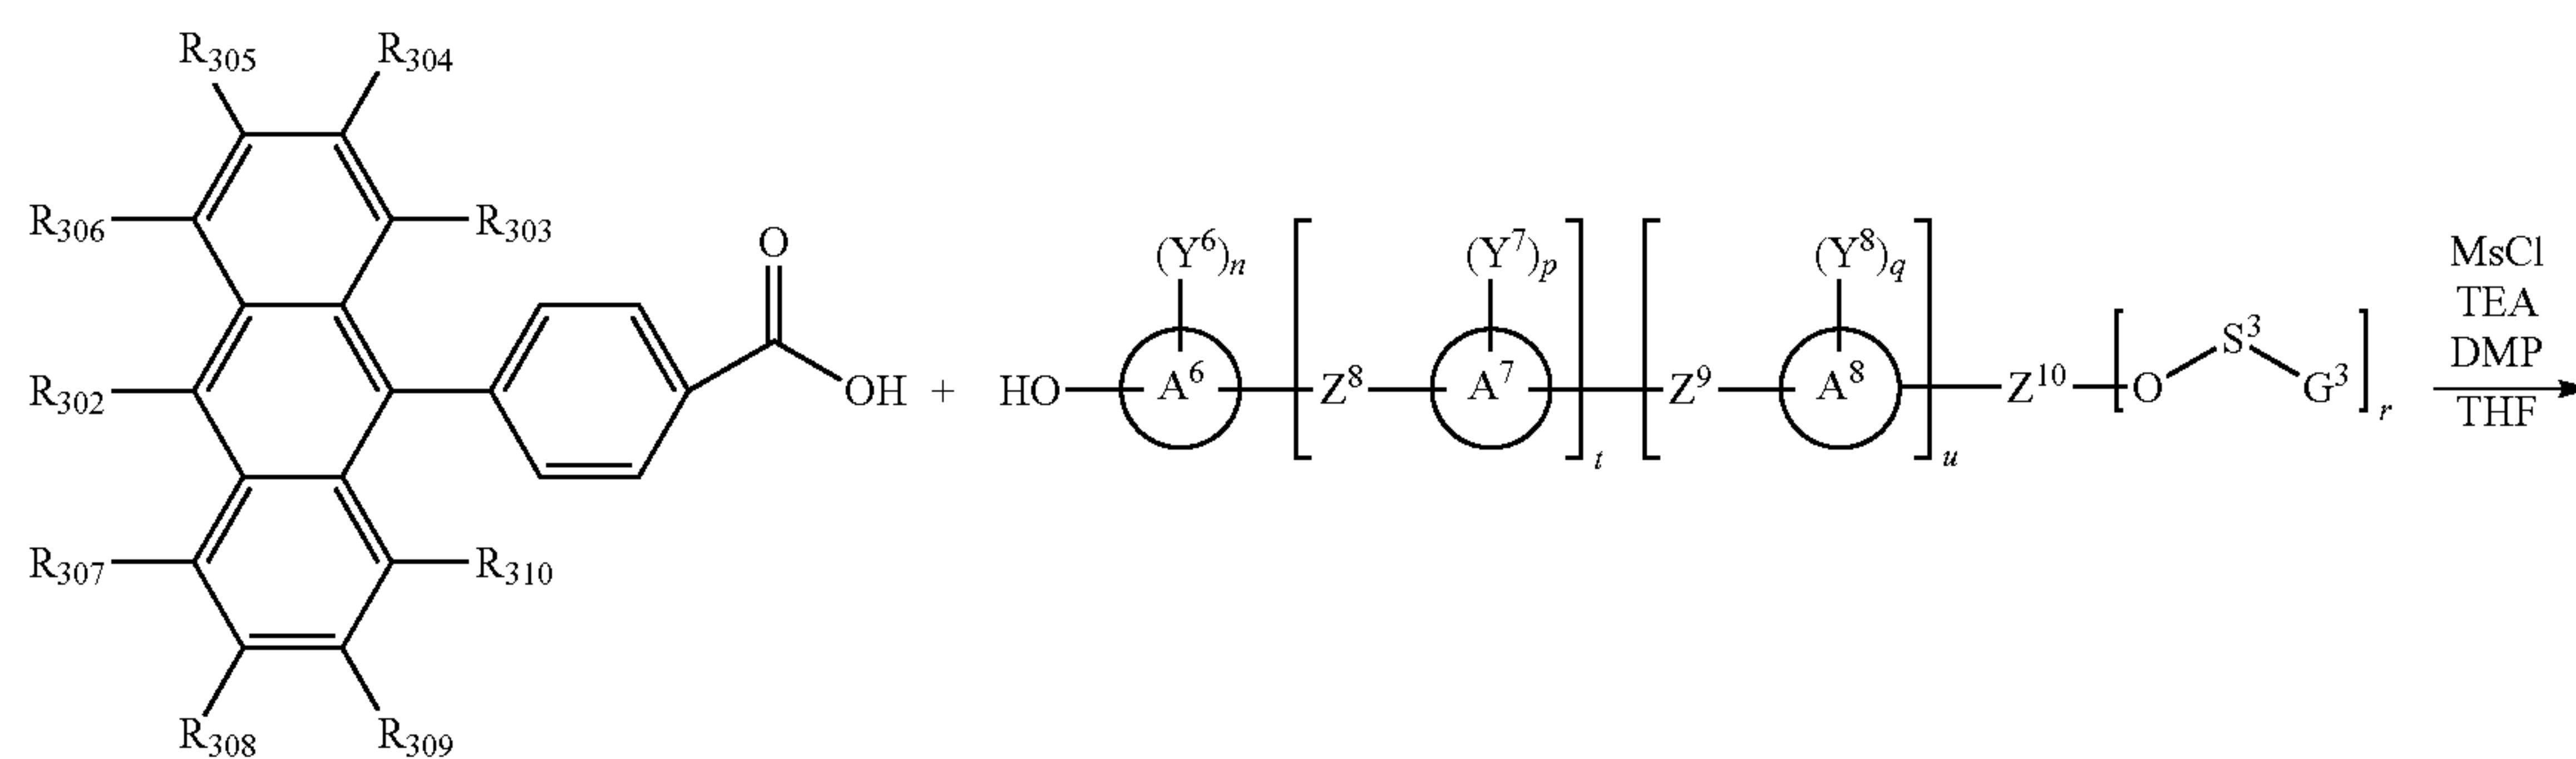 R305 R304
R306 R303
O
R302 OH + HO A⁶ (Y⁶)n Z⁸ A⁷ (Y⁷)p t Z⁹ A⁸ (Y⁸)q u Z¹⁰ O S³ G³ r
MsCl
TEA
DMP
THF
R307 R310
R308 R309